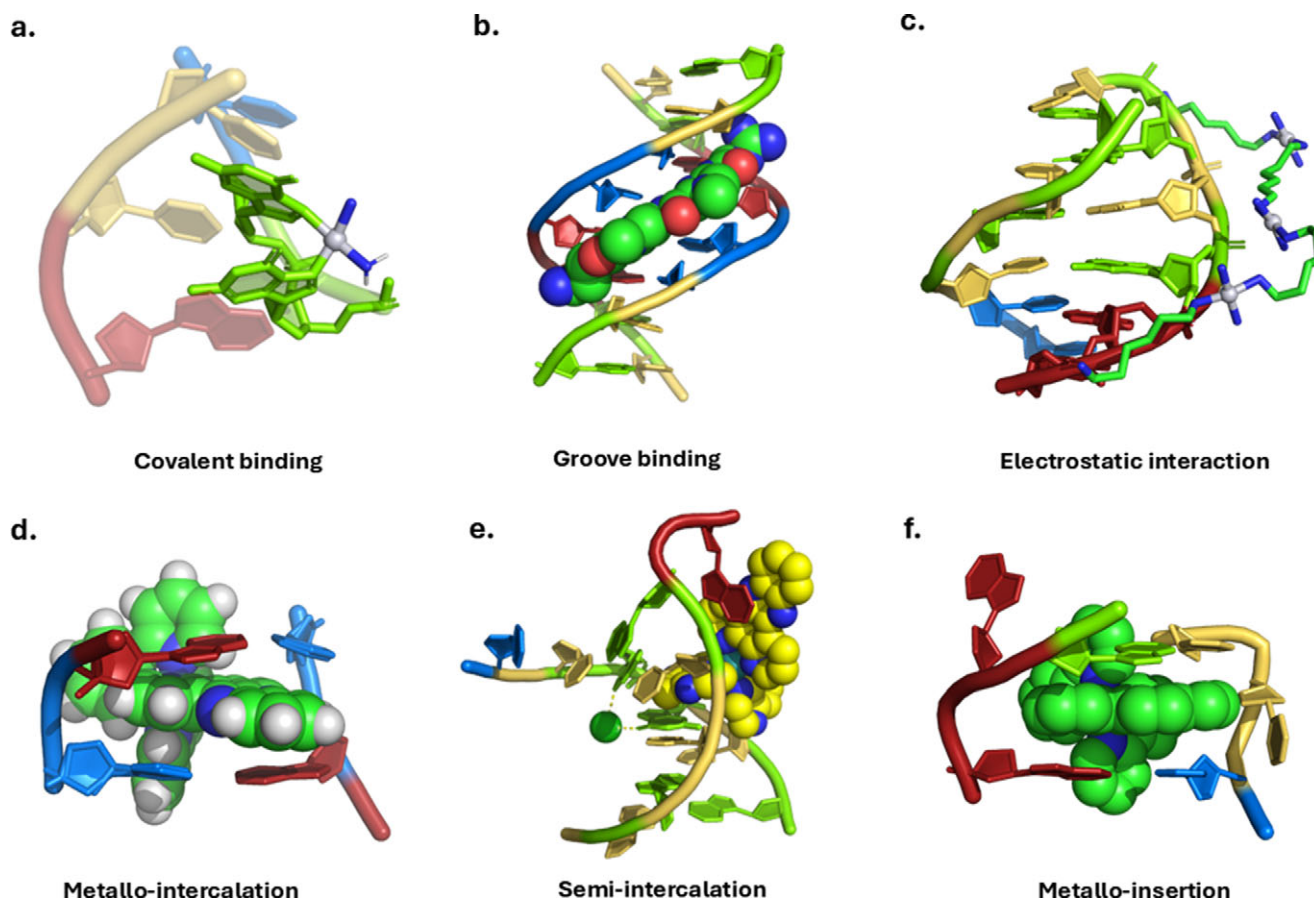 a.
b.
c.
Covalent binding
Groove binding
Electrostatic interaction
d.
e.
f.
Metallo-intercalation
Semi-intercalation
Metallo-insertion